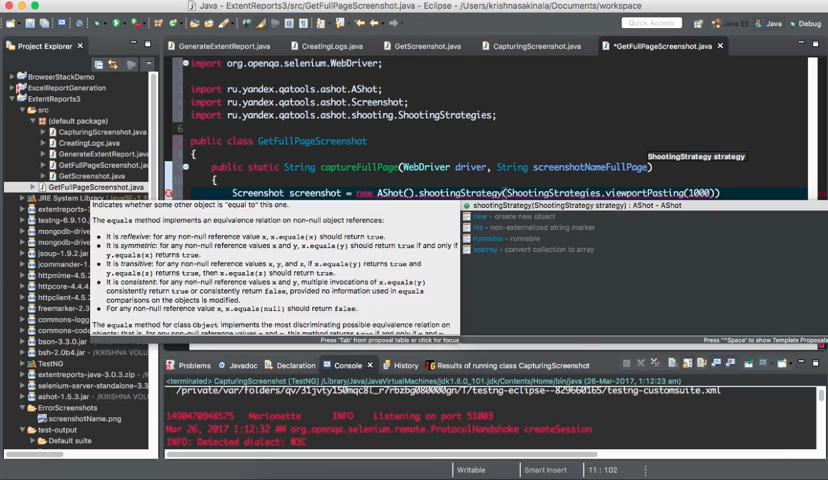 Java - ExtentReports3/src/GetFullPageScreenshot.java - Eclipse - /Users/krishnasakinala/Documents/workspace
Quick Access
Java EE
Java
Debug
Project Explorer
BrowserStackDemo
ExcelReportGeneration
ExtentReports3
src
(default package)
CapturingScreenshot.java
CreatingLogs.java
GenerateExtentReport.java
GetScreenshot.java
GetFullPageScreenshot.java
JRE System Library
extentreports-
testng-6.9.10.
mongodb-drive
jsoup-1.9.2.jar
mongodb-drive
httpmime-4.5.2
httpcore-4.4.4
httpclient-4.5.2
freemarker-2.3
commons-logg
bson-3.3.0.jar
bsh-2.0b4.jar - /KRISHNA VOLUM
TestNG
extentreports-java-3.0.3.zip -
selenium-server-standalone-3.
ErrorScreenshots
screenshotName.png
test-output
Default suite
GenerateExtentReport.java
CreatingLogs.java
GetScreenshot.java
CapturingScreenshot.java
*GetFullPageScreenshot.java
import org.openqa.selenium.WebDriver;
import ru.yandex.qatools.ashot.AShot;
import ru.yandex.qatools.ashot.Screenshot;
import ru.yandex.qatools.ashot.shooting.ShootingStrategies;
6
public class GetFullPageScreenshot
{
public static String captureFullPage(WebDriver driver, String screenshotNameFullPage)
ShootingStrategy strategy
{
Screenshot screenshot = new AShot().shootingStrategy(ShootingStrategies.viewportPasting(1000))
Indicates whether some other object is "equal to" this one.
The equals method implements an equivalence relation on non-null object references:
It is reflexive: for any non-null reference value x, x.equals(x) should return true.
It is symmetric: for any non-null reference values x and y, x.equals(y) should return true if and only if
y.equals(x) returns true.
It is transitive: for any non-null reference values x, y, and z, if x.equals(y) returns true and
y.equals(z) returns true, then x.equals(z) should return true.
It is consistent: for any non-null reference values x and y, multiple invocations of x.equals(y)
consistently return true or consistently return false, provided no information used in equals
comparisons on the objects is modified.
For any non-null reference value x, x.equals(null) should return false.
The equals method for class Object implements the most discriminating possible equivalence relation on
Press 'Tab' from proposal table or click for focus
shootingStrategy(ShootingStrategy strategy) : AShot - AShot
new - create new object
nls - non-externalized string marker
runnable - runnable
toarray - convert collection to array
Press '^Space' to show Template Proposals
Problems
Javadoc
Declaration
Console
History
Results of running class CapturingScreenshot
<terminated> CapturingScreenshot [TestNG] /Library/Java/JavaVirtualMachines/jdk1.8.0_101.jdk/Contents/Home/bin/java (26-Mar-2017, 1:12:23 am)
1490470948575 Marionette INFO Listening on port 51003
Mar 26, 2017 1:12:32 AM org.openqa.selenium.remote.ProtocolHandshake createSession
INFO: Detected dialect: W3C
Writable
Smart Insert
11 : 102